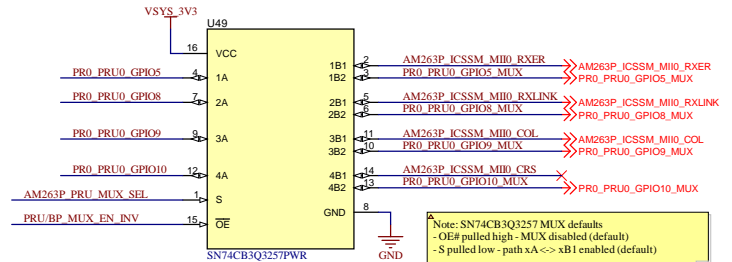 VSYS_3V3
U49
16
VCC
PR0_PRU0_GPIO5
4
1A
1B1
2
AM263P_ICSSM_MII0_RXER
AM263P_ICSSM_MII0_RXER
1B2
3
PR0_PRU0_GPIO5_MUX
PR0_PRU0_GPIO5_MUX
PR0_PRU0_GPIO8
7
2A
2B1
5
AM263P_ICSSM_MII0_RXLINK
AM263P_ICSSM_MII0_RXLINK
2B2
6
PR0_PRU0_GPIO8_MUX
PR0_PRU0_GPIO8_MUX
PR0_PRU0_GPIO9
9
3A
3B1
11
AM263P_ICSSM_MII0_COL
AM263P_ICSSM_MII0_COL
3B2
10
PR0_PRU0_GPIO9_MUX
PR0_PRU0_GPIO9_MUX
PR0_PRU0_GPIO10
12
4A
4B1
14
AM263P_ICSSM_MII0_CRS
4B2
13
PR0_PRU0_GPIO10_MUX
PR0_PRU0_GPIO10_MUX
AM263P_PRU_MUX_SEL
1
S
PRU/BP_MUX_EN_INV
15
OE
GND
8
GND
SN74CB3Q3257PWR
Note: SN74CB3Q3257 MUX defaults
- OE# pulled high - MUX disabled (default)
- S pulled low - path xA <-> xB1 enabled (default)